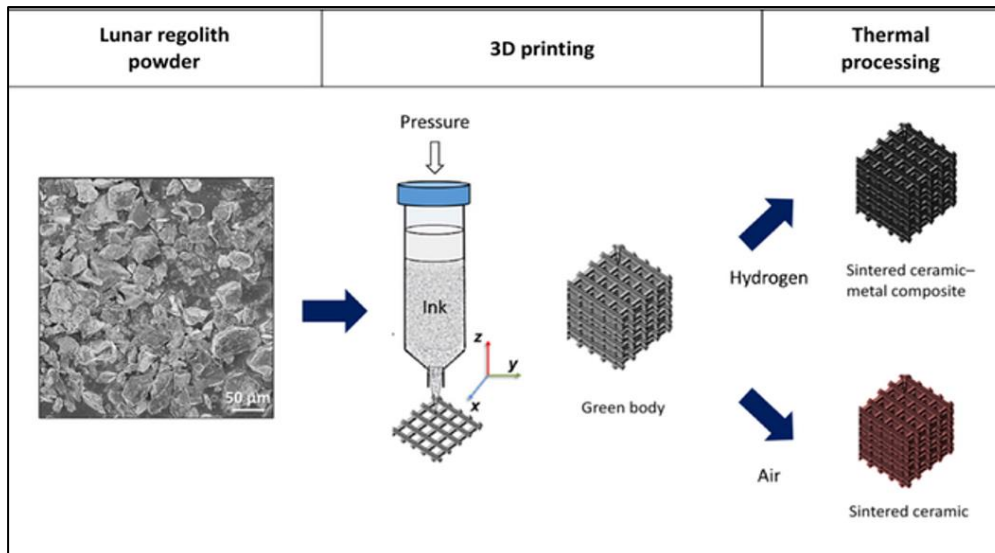 Lunar regolith
powder
3D printing
Thermal
processing
Pressure
Ink
z
y
x
50 μm
Green body
Hydrogen
Sintered ceramic–
metal composite
Air
Sintered ceramic